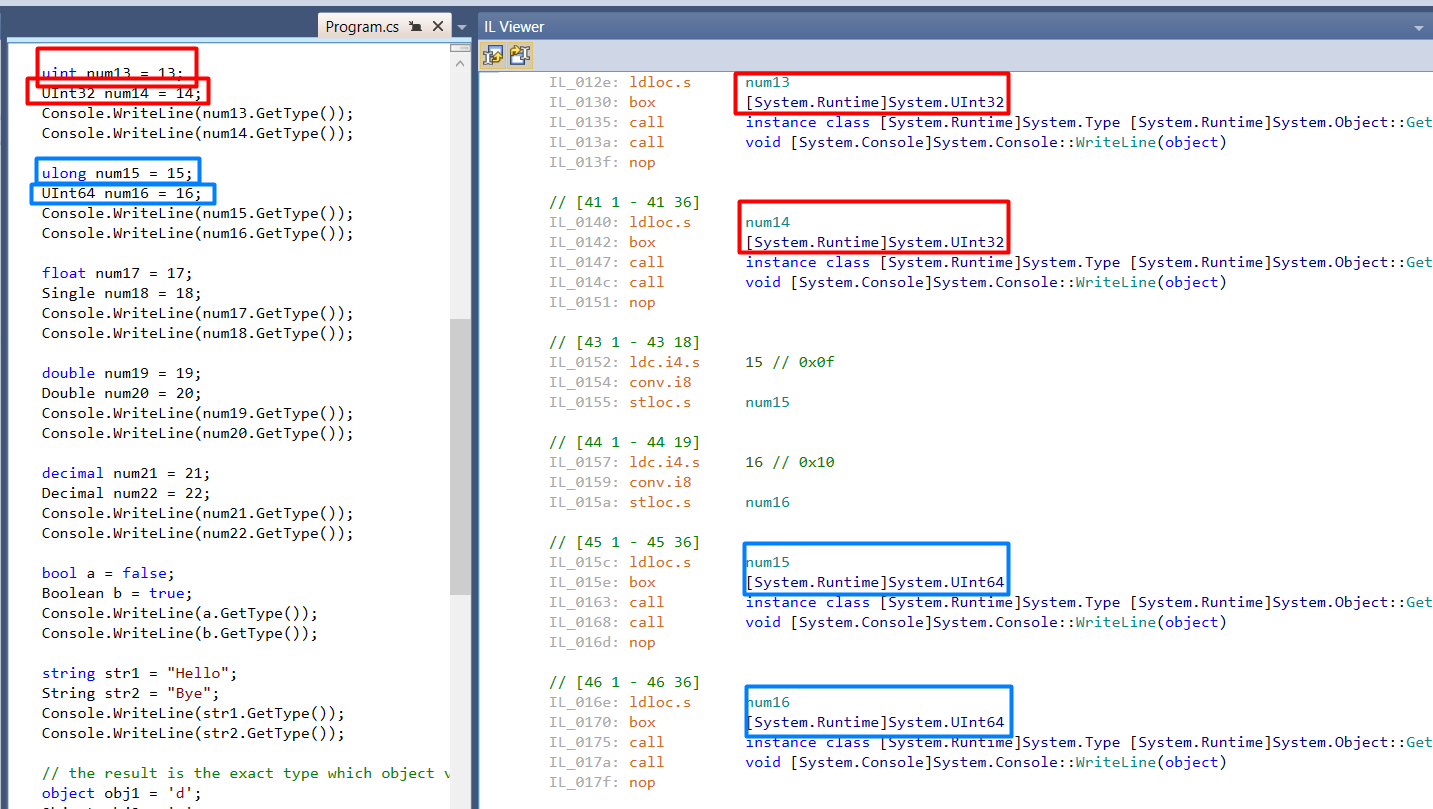 Program.cs
uint num13 = 13;
UInt32 num14 = 14;
Console.WriteLine(num13.GetType());
Console.WriteLine(num14.GetType());
ulong num15 = 15;
UInt64 num16 = 16;
Console.WriteLine(num15.GetType());
Console.WriteLine(num16.GetType());
float num17 = 17;
Single num18 = 18;
Console.WriteLine(num17.GetType());
Console.WriteLine(num18.GetType());
double num19 = 19;
Double num20 = 20;
Console.WriteLine(num19.GetType());
Console.WriteLine(num20.GetType());
decimal num21 = 21;
Decimal num22 = 22;
Console.WriteLine(num21.GetType());
Console.WriteLine(num22.GetType());
bool a = false;
Boolean b = true;
Console.WriteLine(a.GetType());
Console.WriteLine(b.GetType());
string str1 = "Hello";
String str2 = "Bye";
Console.WriteLine(str1.GetType());
Console.WriteLine(str2.GetType());
// the result is the exact type which object
object obj1 = 'd';
IL Viewer
IL_012e: ldloc.s num13
IL_0130: box [System.Runtime]System.UInt32
IL_0135: call instance class [System.Runtime]System.Type [System.Runtime]System.Object::Get
IL_013a: call void [System.Console]System.Console::WriteLine(object)
IL_013f: nop
// [41 1 - 41 36]
IL_0140: ldloc.s num14
IL_0142: box [System.Runtime]System.UInt32
IL_0147: call instance class [System.Runtime]System.Type [System.Runtime]System.Object::Get
IL_014c: call void [System.Console]System.Console::WriteLine(object)
IL_0151: nop
// [43 1 - 43 18]
IL_0152: ldc.i4.s 15 // 0x0f
IL_0154: conv.i8
IL_0155: stloc.s num15
// [44 1 - 44 19]
IL_0157: ldc.i4.s 16 // 0x10
IL_0159: conv.i8
IL_015a: stloc.s num16
// [45 1 - 45 36]
IL_015c: ldloc.s num15
IL_015e: box [System.Runtime]System.UInt64
IL_0163: call instance class [System.Runtime]System.Type [System.Runtime]System.Object::Get
IL_0168: call void [System.Console]System.Console::WriteLine(object)
IL_016d: nop
// [46 1 - 46 36]
IL_016e: ldloc.s num16
IL_0170: box [System.Runtime]System.UInt64
IL_0175: call instance class [System.Runtime]System.Type [System.Runtime]System.Object::Get
IL_017a: call void [System.Console]System.Console::WriteLine(object)
IL_017f: nop